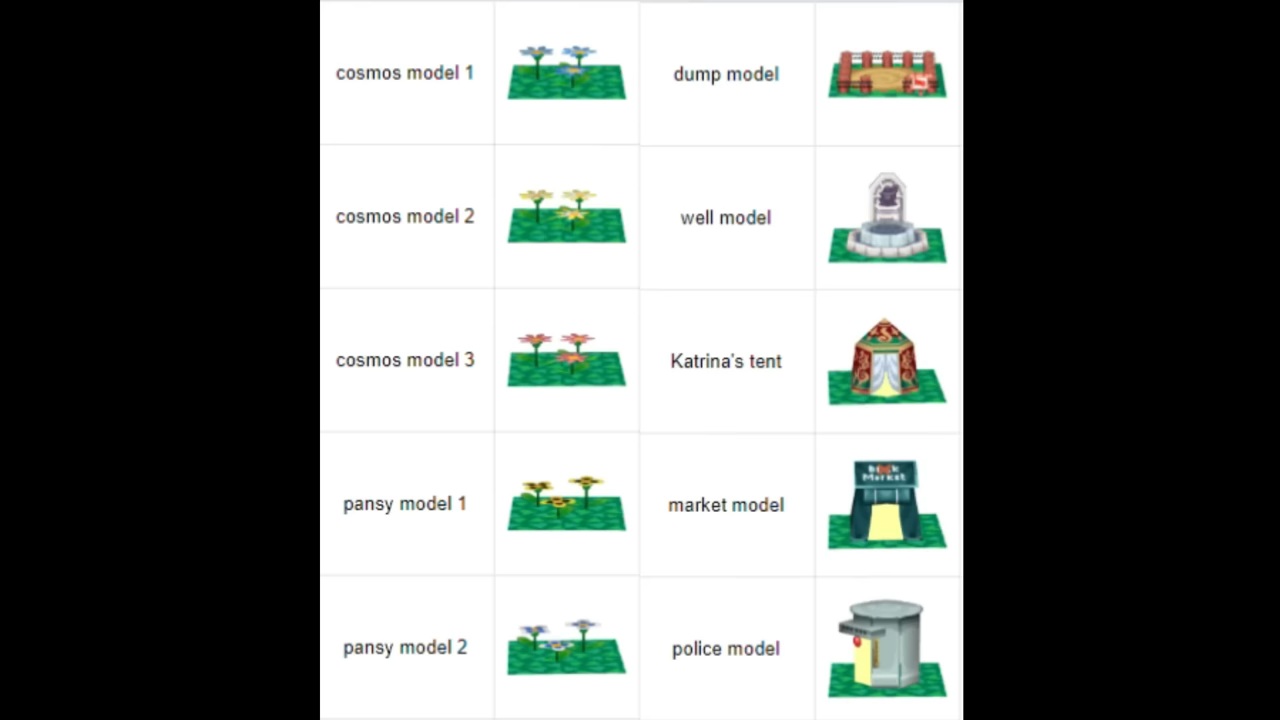 cosmos model 1
dump model
cosmos model 2
well model
cosmos model 3
Katrina's tent
pansy model 1
market model
Market
pansy model 2
police model